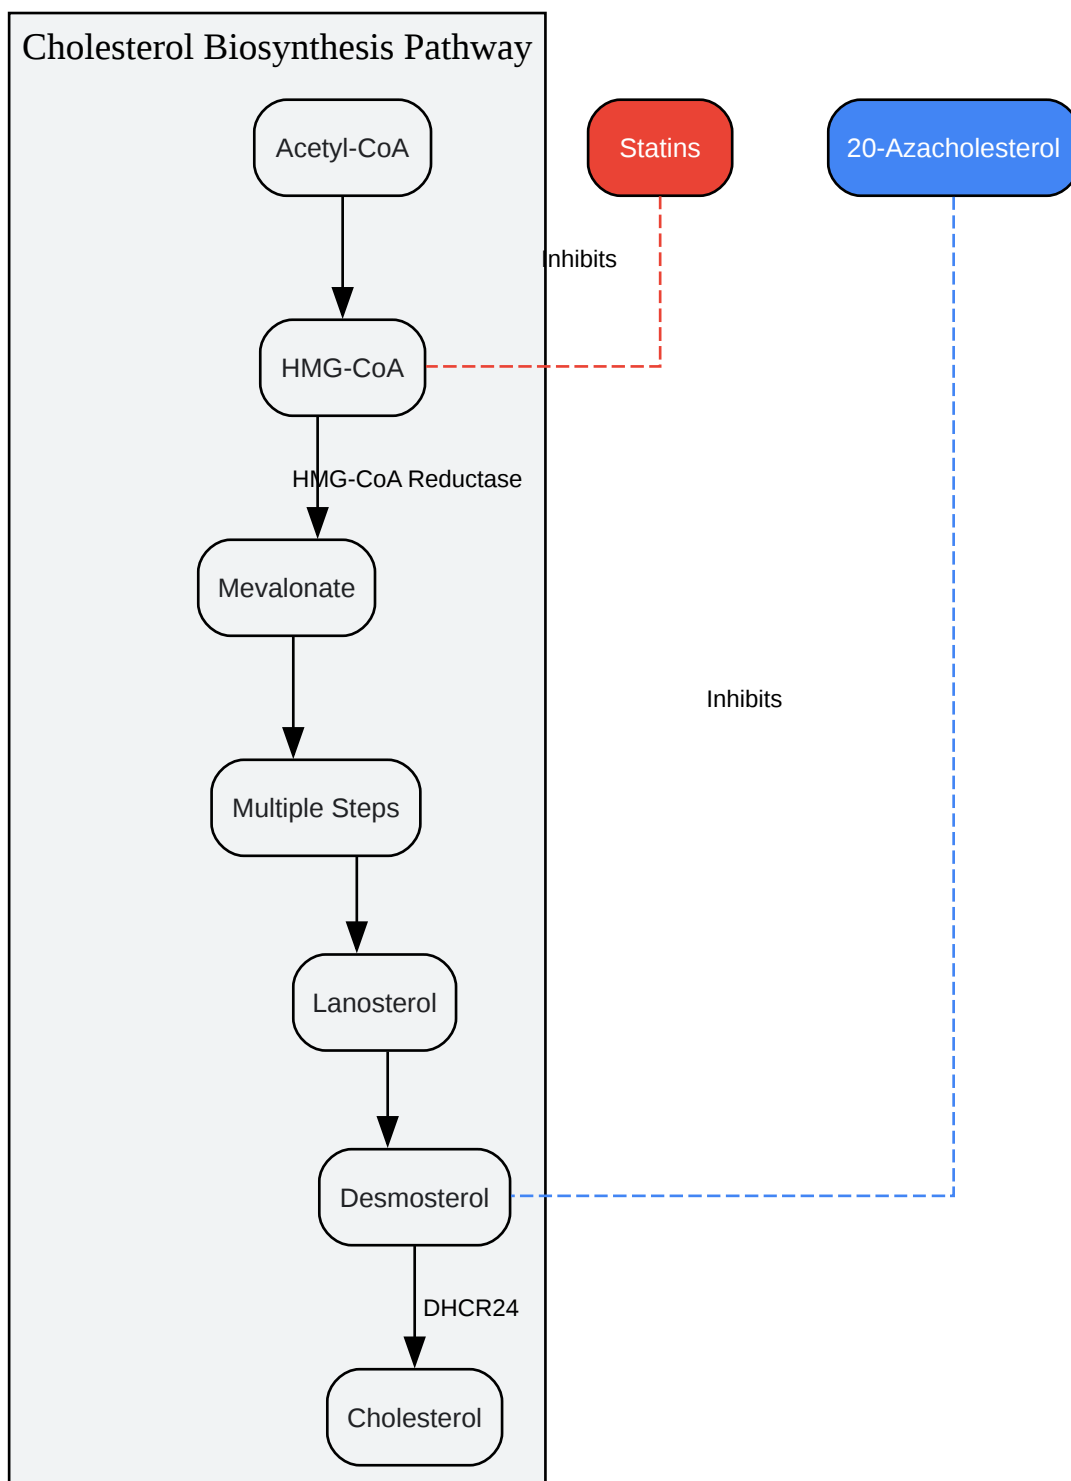 Cholesterol Biosynthesis Pathway
Acetyl-CoA
Statins
20-Azacholesterol
Inhibits
HMG-CoA
HMG-CoA Reductase
Mevalonate
Inhibits
Multiple Steps
Lanosterol
Desmosterol
DHCR24
Cholesterol